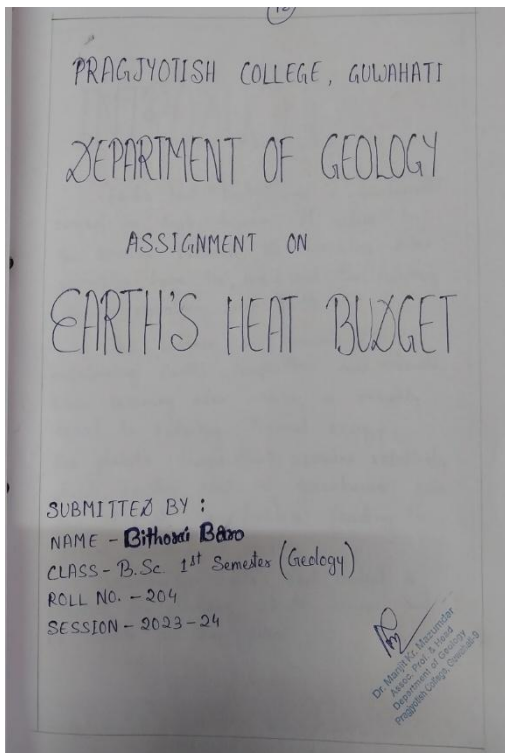 PRAGJYOTISH COLLEGE, GUWAHATI
DEPARTMENT OF GEOLOGY
ASSIGNMENT ON
EARTH'S HEAT BUDGET
SUBMITTED BY :
NAME - Bithorai Baro
CLASS - B.Sc. 1st Semester (Geology)
ROLL NO. - 204
SESSION - 2023-24
Dr. Manjit Kr. Mazumdar
Assoc. Prof. & Head
Department of Geology
Pragjyotish College, Guwahati-9